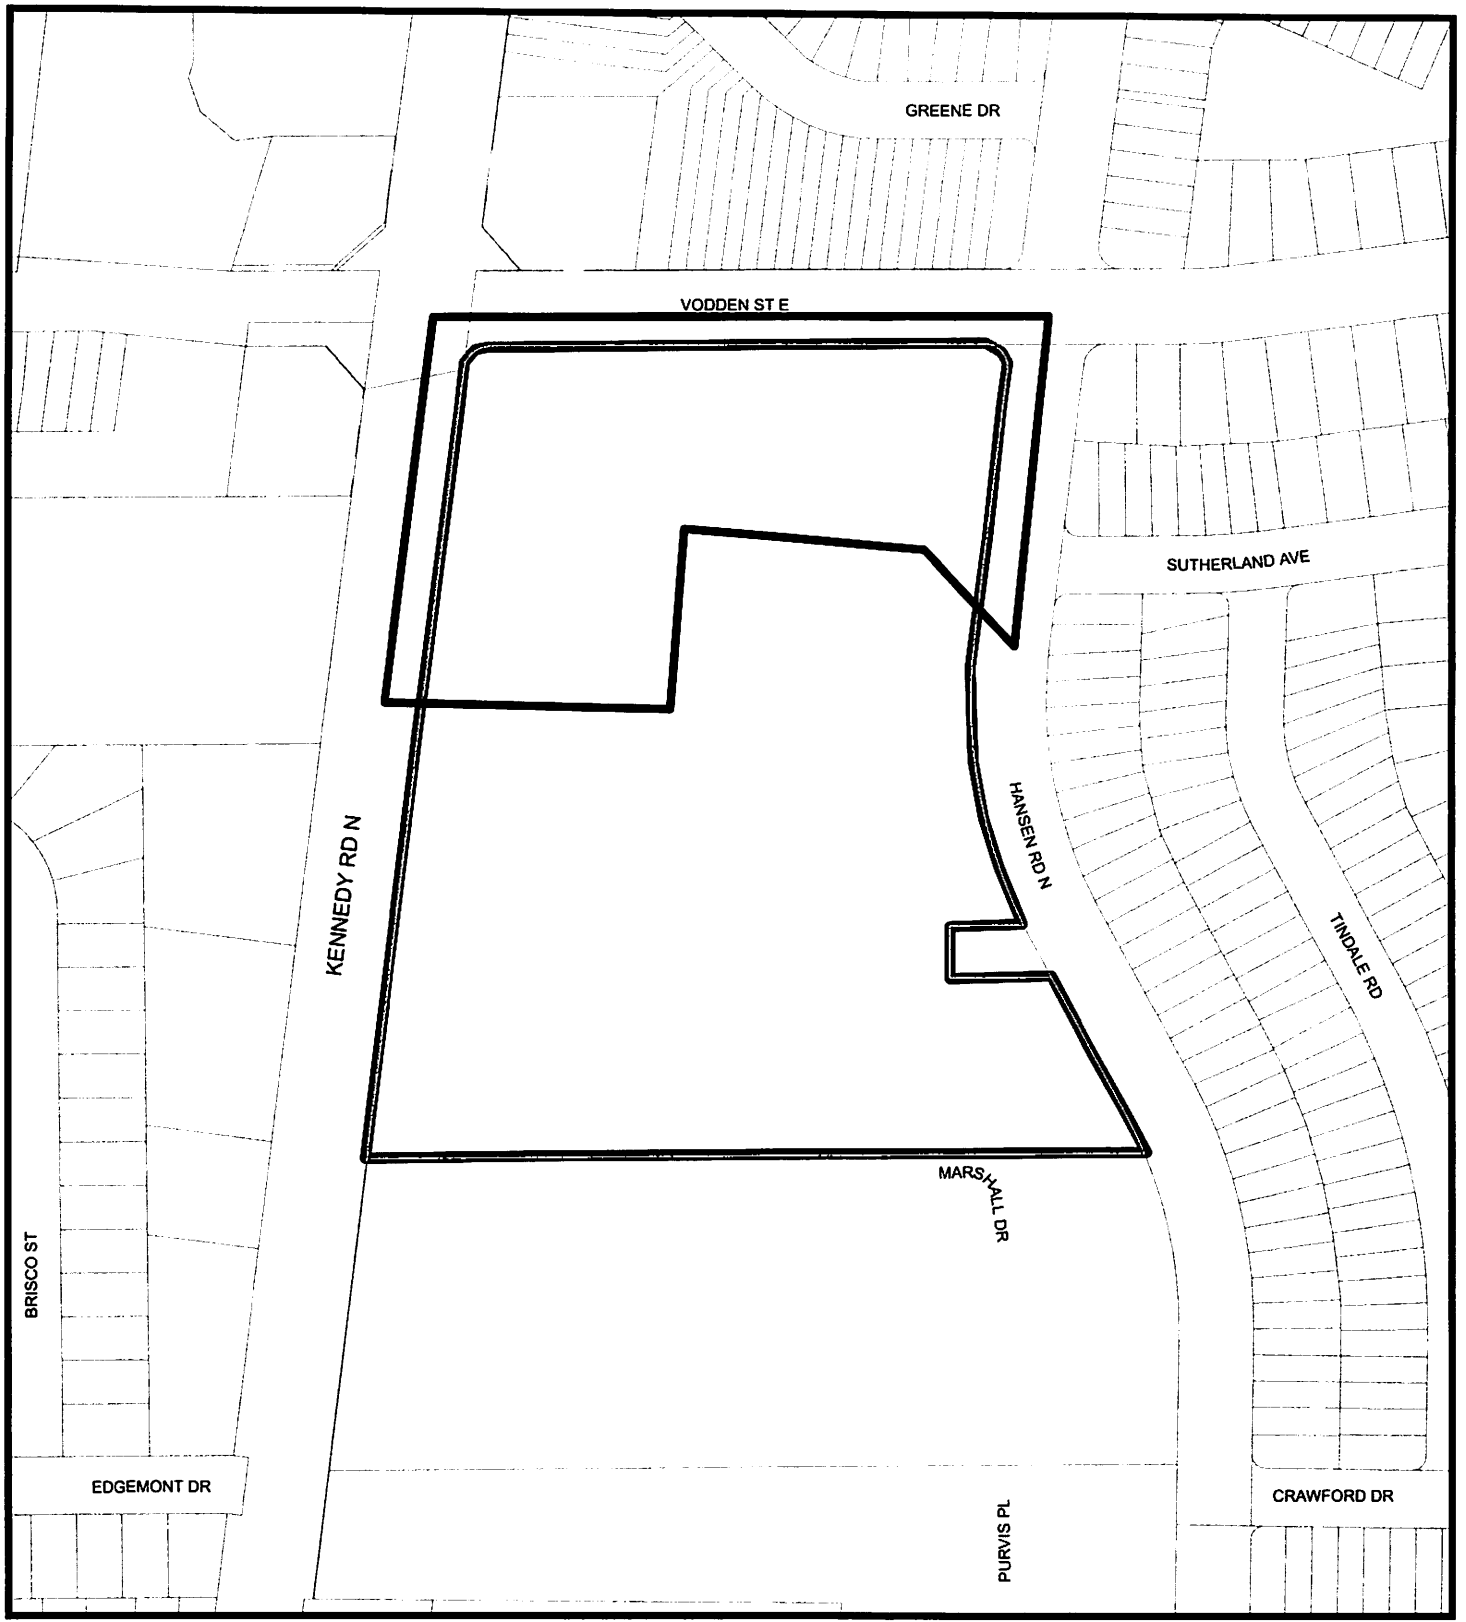 GREENE DR
VODDEN ST E
SUTHERLAND AVE
KENNEDY RD N
HANSEN RD N
TINDALE RD
MARSHALL DR
BRISCO ST
EDGEMONT DR
CRAWFORD DR
PURVIS PL